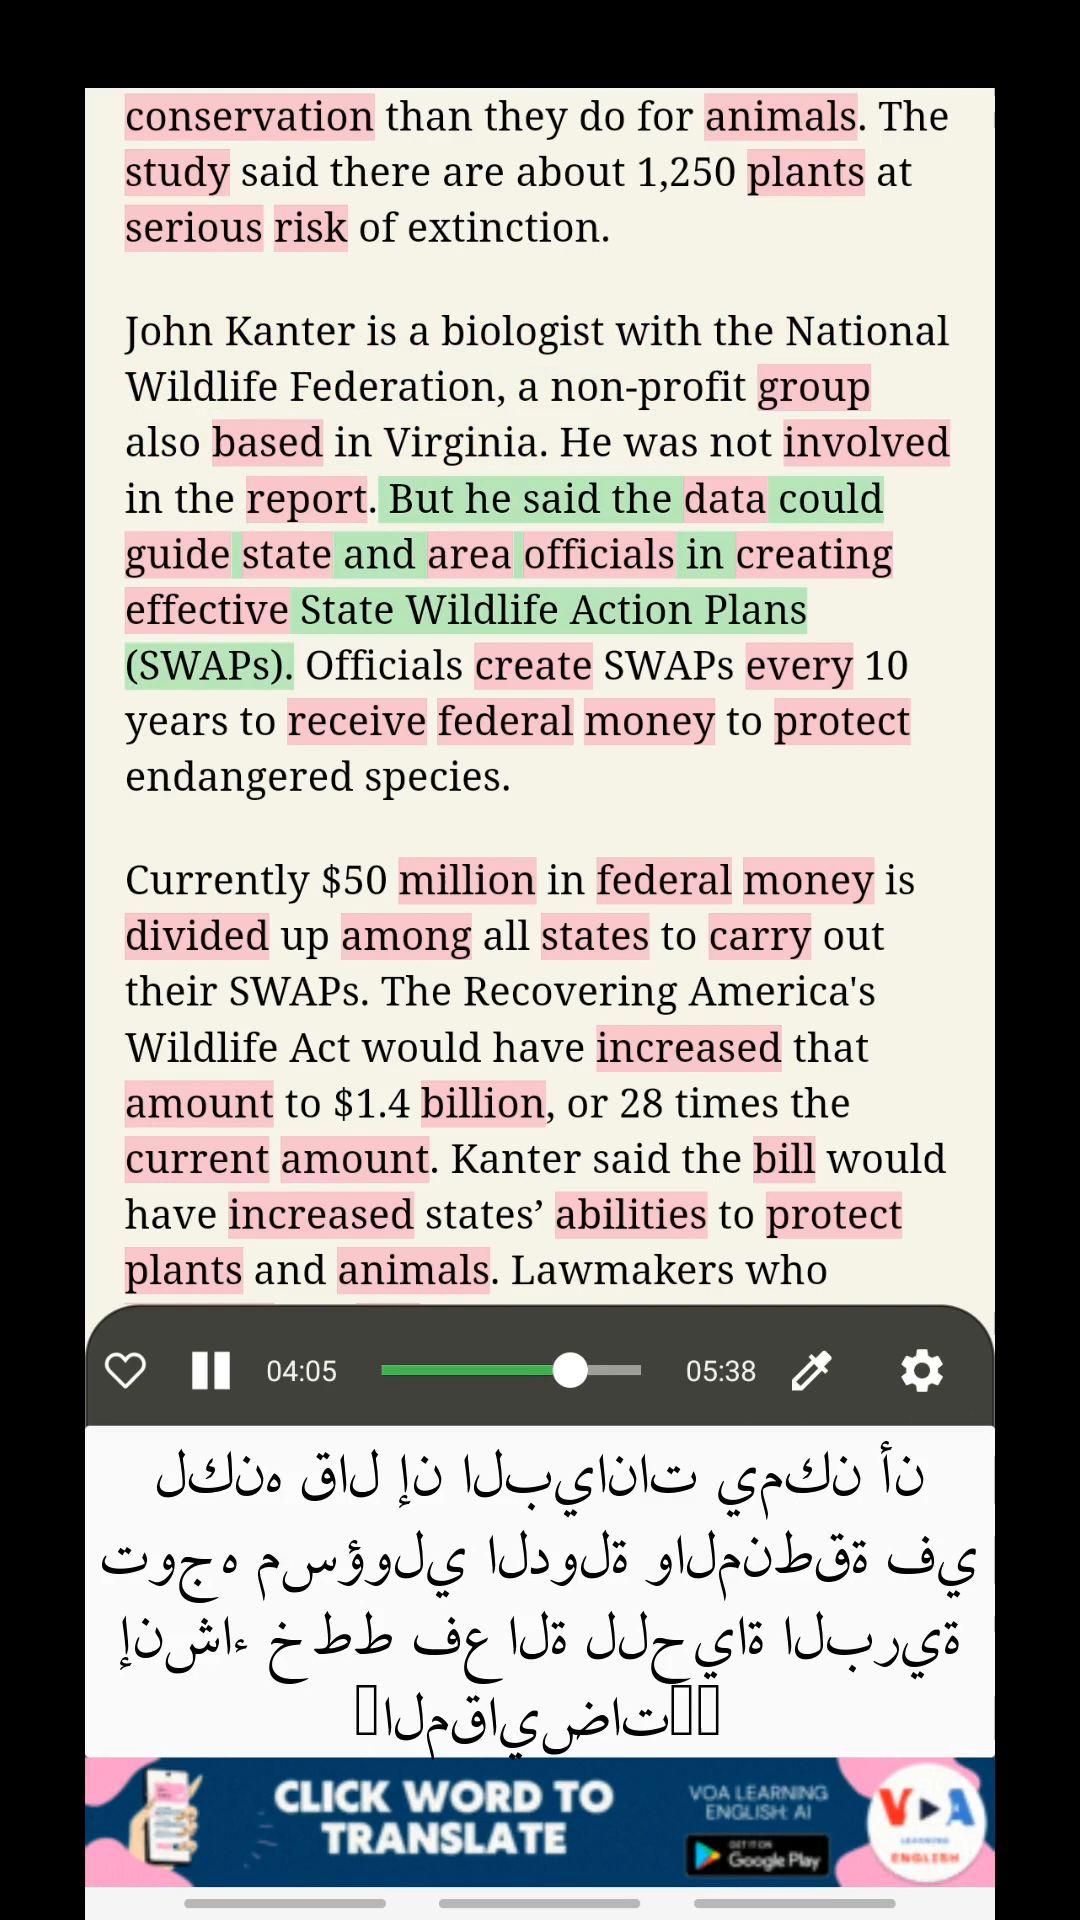 conservation than they do for animals. The
study said there are about 1,250 plants at
serious risk of extinction.
John Kanter is a biologist with the National
Wildlife Federation, a non-profit group
also based in Virginia. He was not involved
in the report. But he said the data could
guide state and area officials in creating
effective State Wildlife Action Plans
(SWAPs). Officials create SWAPs every 10
years to receive federal money to protect
endangered species.
Currently $50 million in federal money is
divided up among all states to carry out
their SWAPs. The Recovering America's
Wildlife Act would have increased that
amount to $1.4 billion, or 28 times the
current amount. Kanter said the bill would
have increased states’ abilities to protect
plants and animals. Lawmakers who
04:05
05:38
لكنه قال إن البيانات يمكن أن
توجه مسؤولي الدولة والمنطقة في
إنشاء خطط فعالة للحياة البرية
المقايضات
CLICK WORD TO
TRANSLATE
VOA LEARNING
ENGLISH: AI
GET IT ON
Google Play
VOA
LEARNING
ENGLISH